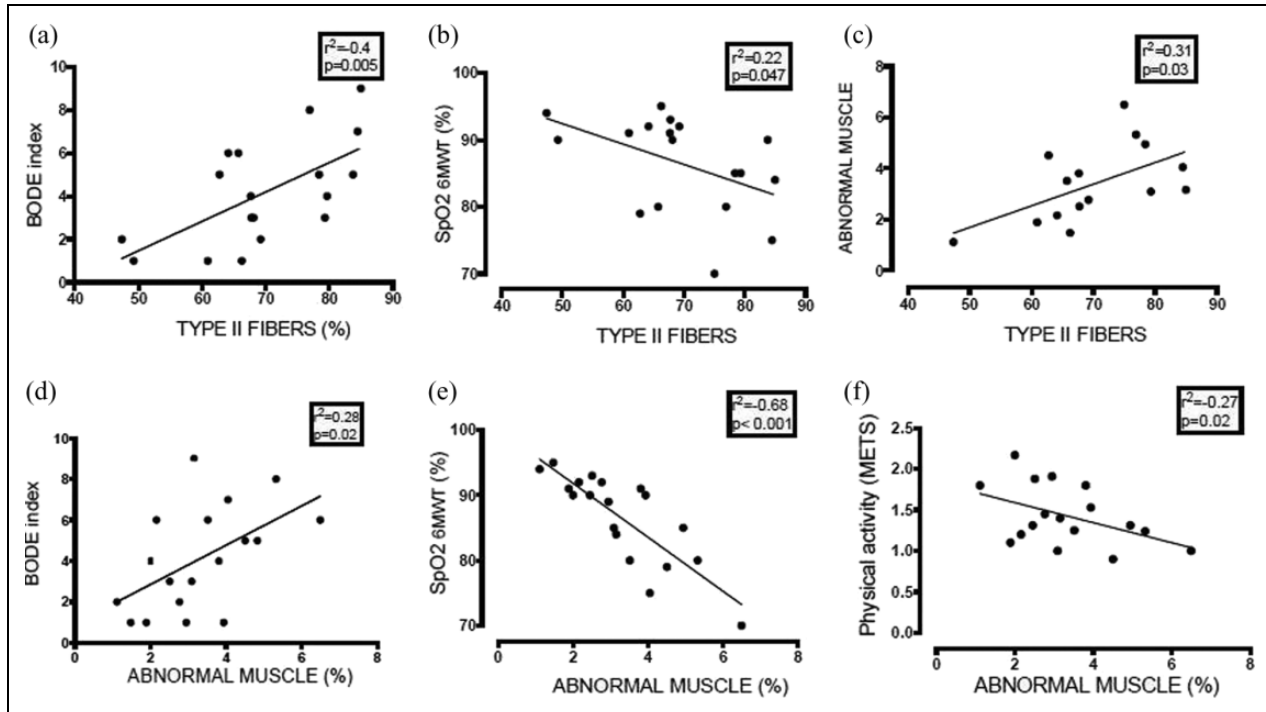 (a)
r²=-0.4
p=0.005
10
8
6
4
2
0
BODE index
40 50 60 70 80 90
TYPE II FIBERS (%)
(b)
r²=0.22
p=0.047
100
90
80
70
SpO2 6MWT (%)
40 50 60 70 80 90
TYPE II FIBERS
(c)
r²=0.31
p=0.03
8
6
4
2
0
ABNORMAL MUSCLE
40 50 60 70 80 90
TYPE II FIBERS
(d)
r²=0.28
p=0.02
10
8
6
4
2
0
BODE index
0 2 4 6 8
ABNORMAL MUSCLE (%)
(e)
r²=-0.68
p< 0.001
100
90
80
70
SpO2 6MWT (%)
0 2 4 6 8
ABNORMAL MUSCLE (%)
(f)
r²=-0.27
p=0.02
2.5
2.0
1.5
1.0
0.5
0.0
Physical activity (METS)
0 2 4 6 8
ABNORMAL MUSCLE (%)